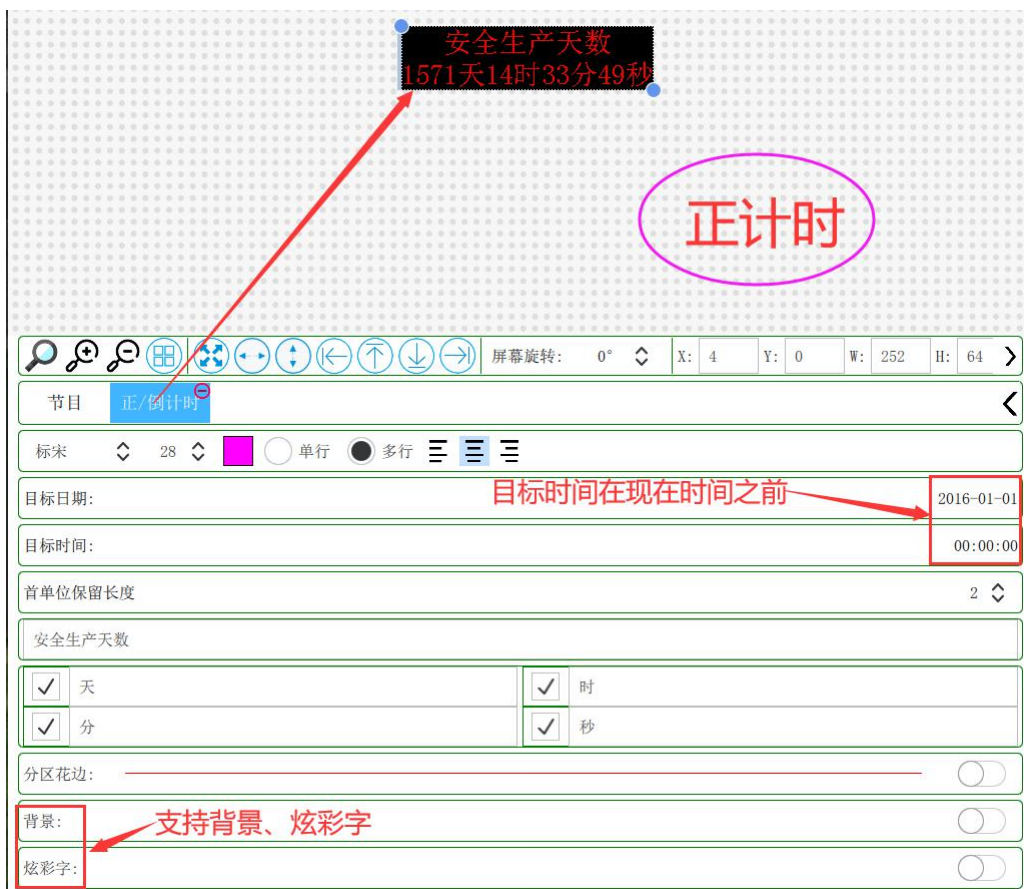 安全生产天数
1571天14时33分49秒
正计时
屏幕旋转: 0° X: 4 Y: 0 W: 252 H: 64
节目 正/倒计时
标宋 28 单行 多行
目标时间在现在时间之前
目标日期: 2016-01-01
目标时间: 00:00:00
首单位保留长度 2
安全生产天数
天 时
分 秒
分区花边:
背景:
支持背景、炫彩字
炫彩字: